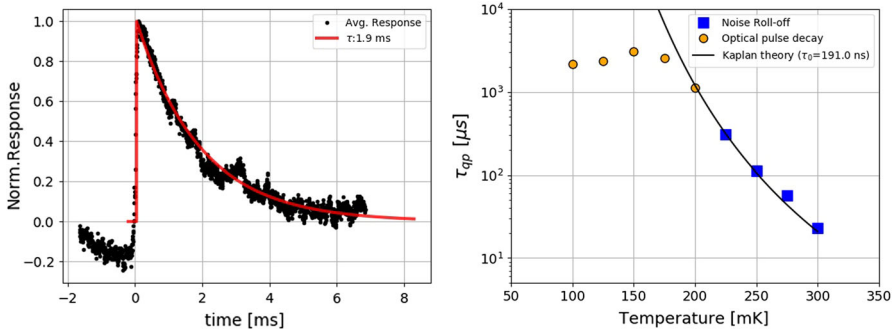 Avg. Response
τ:1.9 ms
Norm.Response
1.0
0.8
0.6
0.4
0.2
0.0
−0.2
−2
0
2
4
6
8
time [ms]
Noise Roll-off
Optical pulse decay
Kaplan theory (τ₀=191.0 ns)
τqp [μs]
10⁴
10³
10²
10¹
50
100
150
200
250
300
350
Temperature [mK]